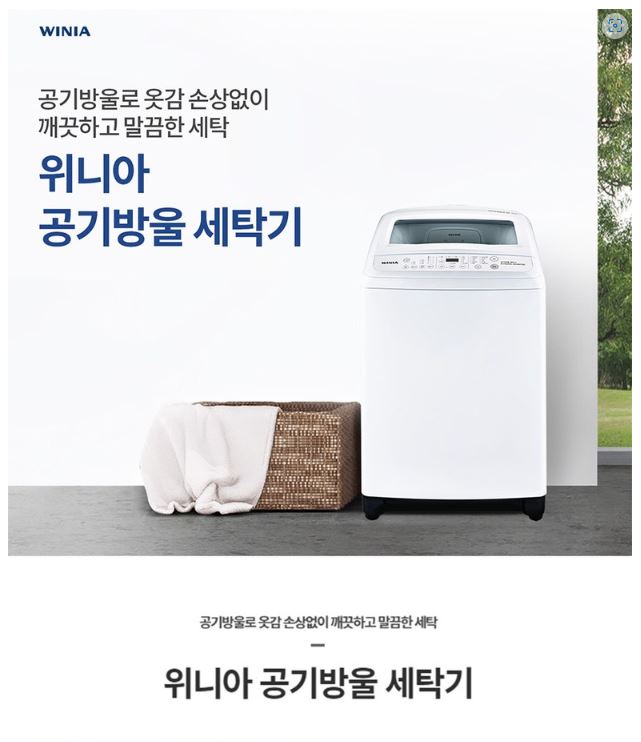 WINIA
공기방울로 옷감 손상없이
깨끗하고 말끔한 세탁
위니아
공기방울 세탁기
WINIA
공기방울로 옷감 손상없이 깨끗하고 말끔한 세탁
위니아 공기방울 세탁기